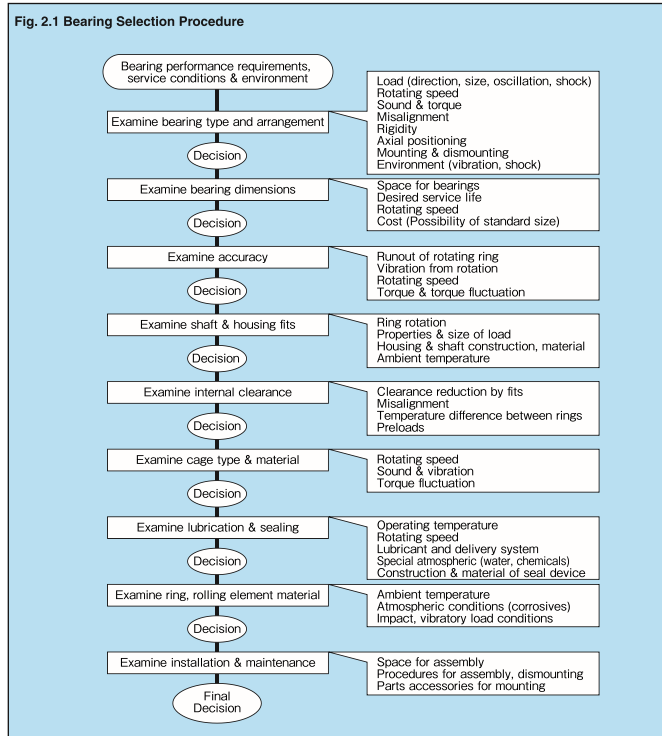 Fig. 2.1 Bearing Selection Procedure
Bearing performance requirements,
service conditions & environment
Load (direction, size, oscillation, shock)
Rotating speed
Sound & torque
Misalignment
Rigidity
Axial positioning
Mounting & dismounting
Environment (vibration, shock)
Examine bearing type and arrangement
Decision
Examine bearing dimensions
Space for bearings
Desired service life
Rotating speed
Cost (Possibility of standard size)
Decision
Examine accuracy
Runout of rotating ring
Vibration from rotation
Rotating speed
Torque & torque fluctuation
Decision
Examine shaft & housing fits
Ring rotation
Properties & size of load
Housing & shaft construction, material
Ambient temperature
Decision
Examine internal clearance
Clearance reduction by fits
Misalignment
Temperature difference between rings
Preloads
Decision
Examine cage type & material
Rotating speed
Sound & vibration
Torque fluctuation
Decision
Examine lubrication & sealing
Operating temperature
Rotating speed
Lubricant and delivery system
Special atmospheric (water, chemicals)
Construction & material of seal device
Decision
Examine ring, rolling element material
Ambient temperature
Atmospheric conditions (corrosives)
Impact, vibratory load conditions
Decision
Examine installation & maintenance
Space for assembly
Procedures for assembly, dismounting
Parts accessories for mounting
Final
Decision